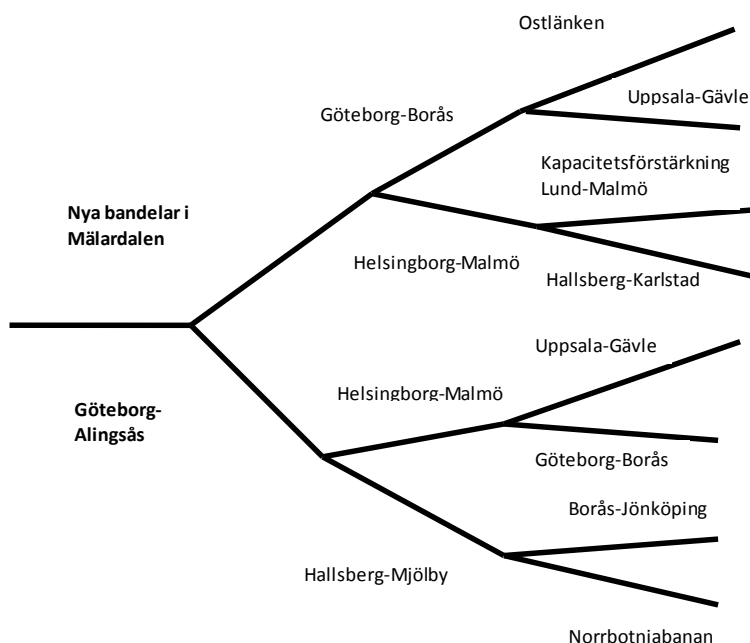 Ostlänken
Uppsala-Gävle
Göteborg-Borås
Kapacitetsförstärkning
Lund-Malmö
Nya bandelar i
Mälardalen
Helsingborg-Malmö
Hallsberg-Karlstad
Uppsala-Gävle
Helsingborg-Malmö
Göteborg-
Alingsås
Göteborg-Borås
Borås-Jönköping
Hallsberg-Mjölby
Norrbotniabanan